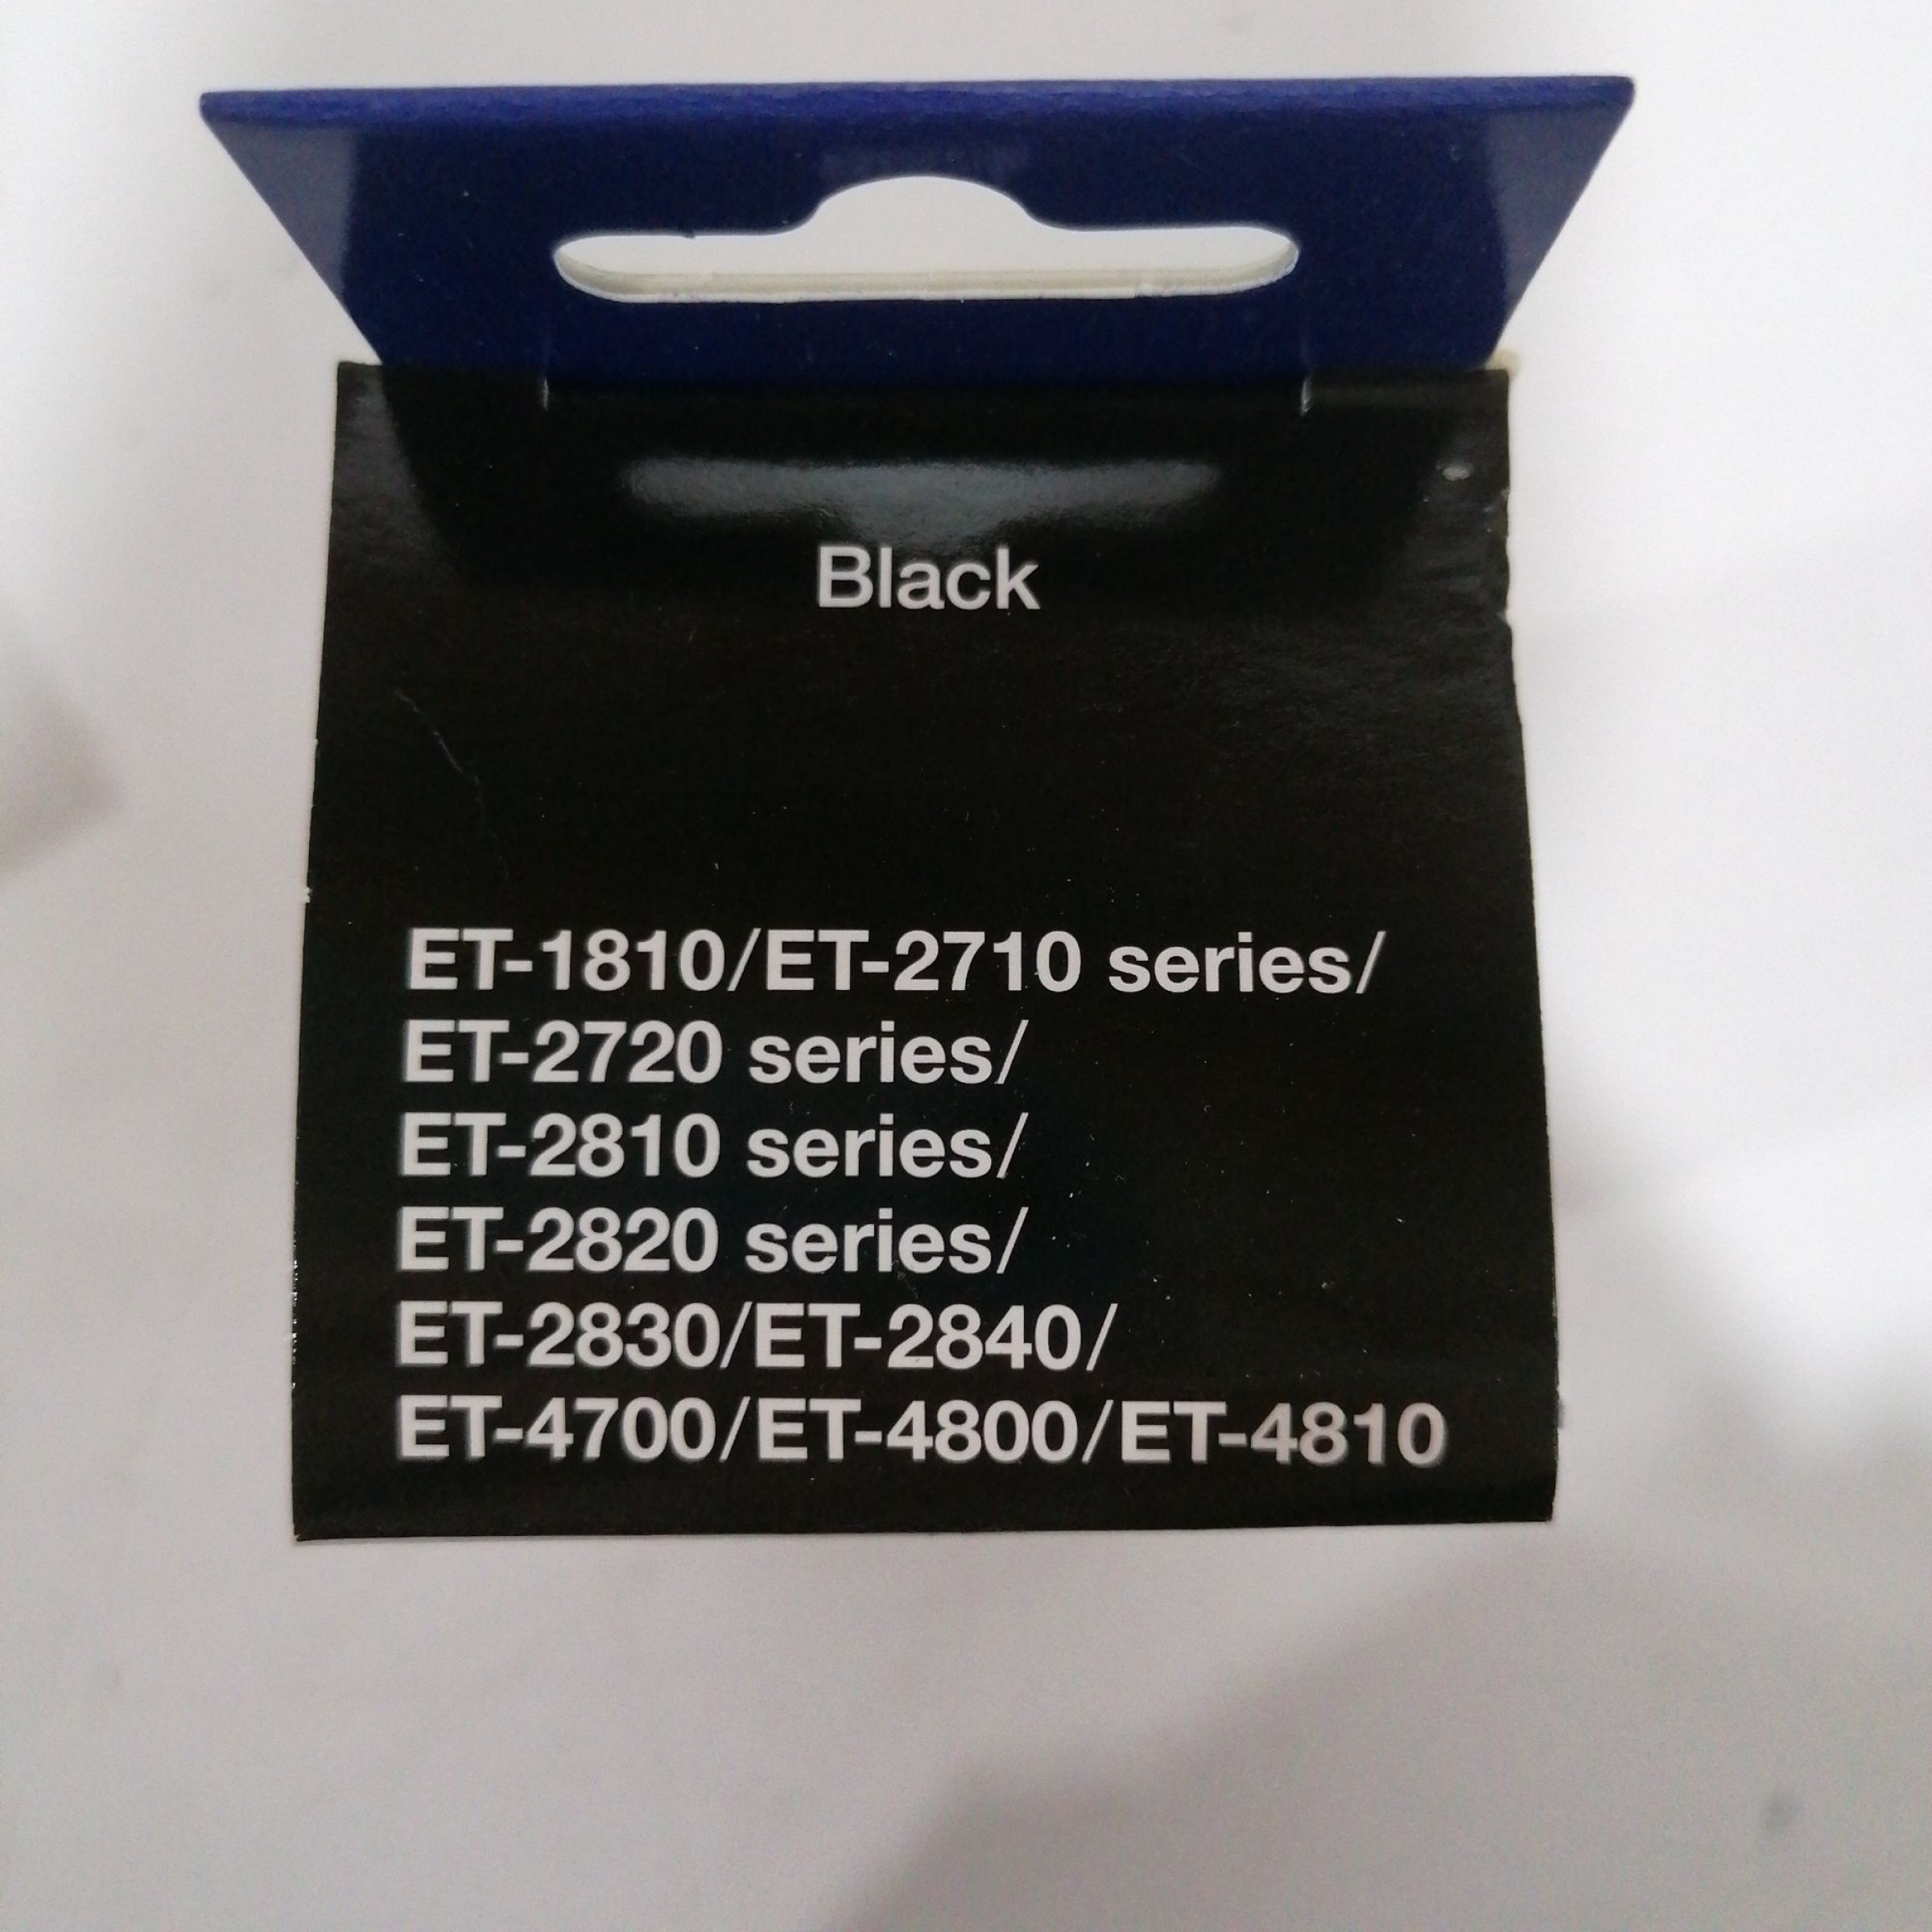 Black
ET-1810/ET-2710 series/
ET-2720 series/
ET-2810 series/
ET-2820 series/
ET-2830/ET-2840/
ET-4700/ET-4800/ET-4810